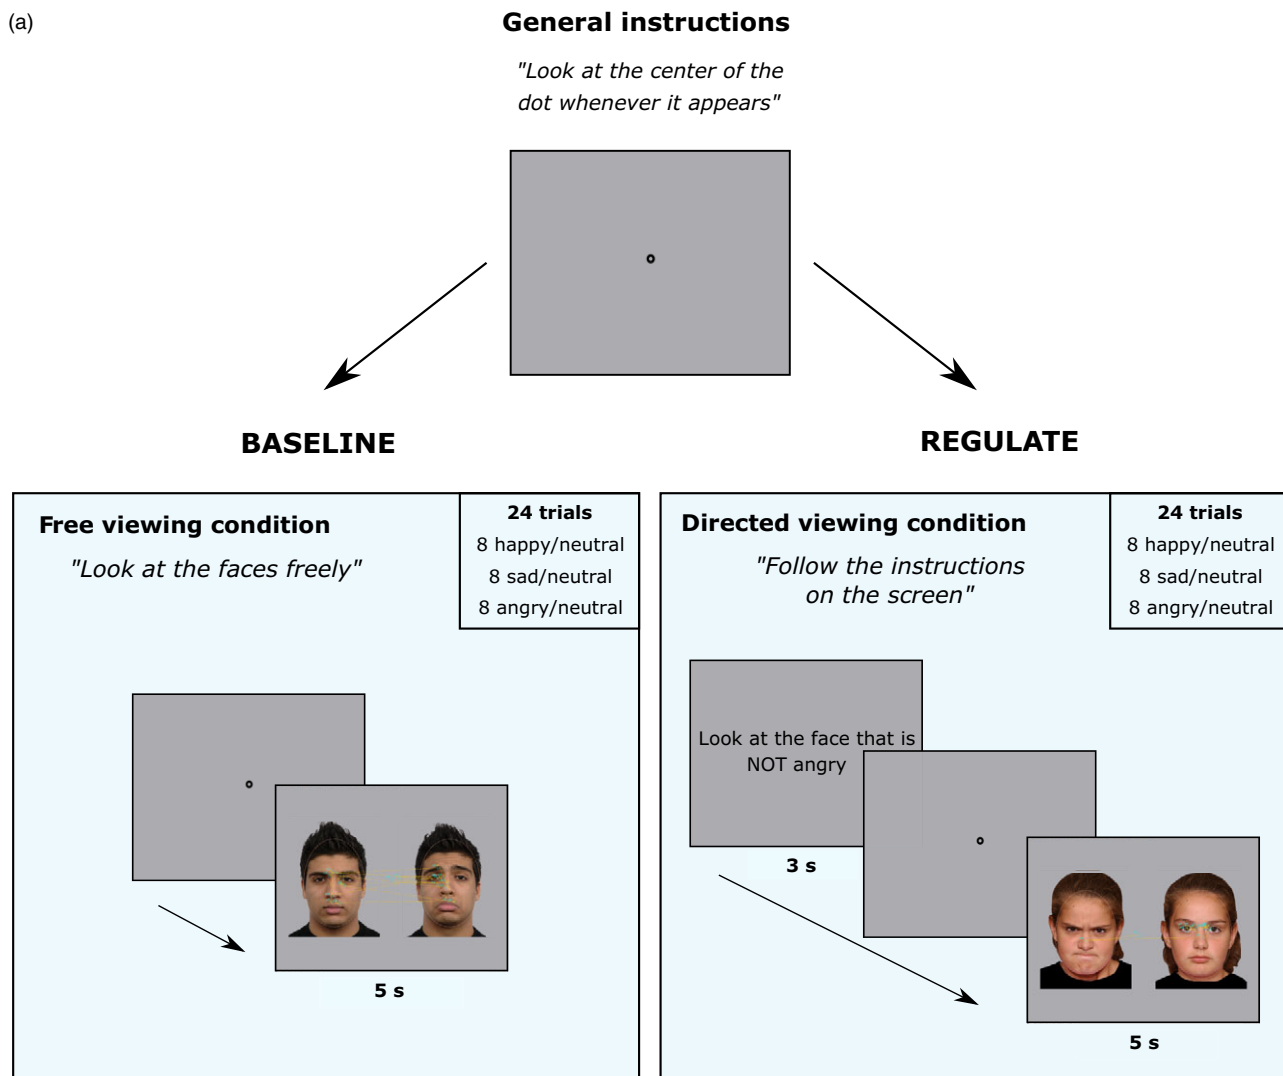 (a)
General instructions
"Look at the center of the
dot whenever it appears"
BASELINE
REGULATE
Free viewing condition
"Look at the faces freely"
24 trials
8 happy/neutral
8 sad/neutral
8 angry/neutral
5 s
Directed viewing condition
"Follow the instructions
on the screen"
24 trials
8 happy/neutral
8 sad/neutral
8 angry/neutral
Look at the face that is
NOT angry
3 s
5 s